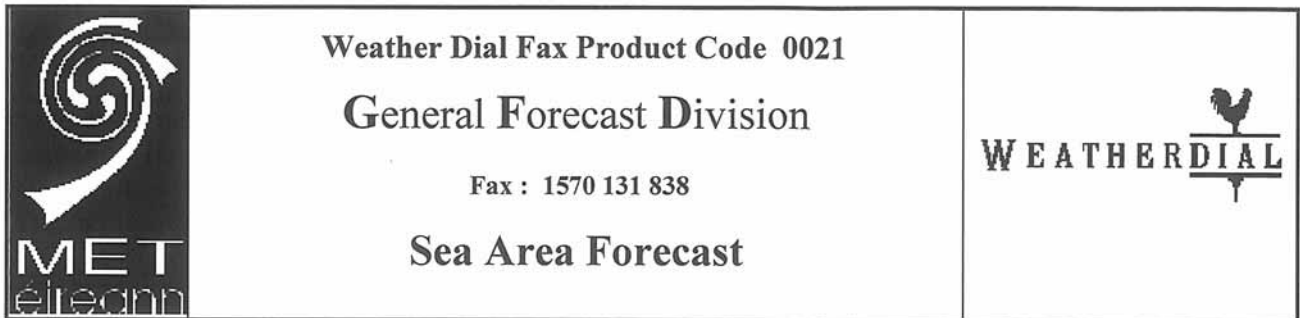 Weather Dial Fax Product Code 0021
General Forecast Division
Fax : 1570 131 838
Sea Area Forecast
MET
éireann
WEATHERDIAL